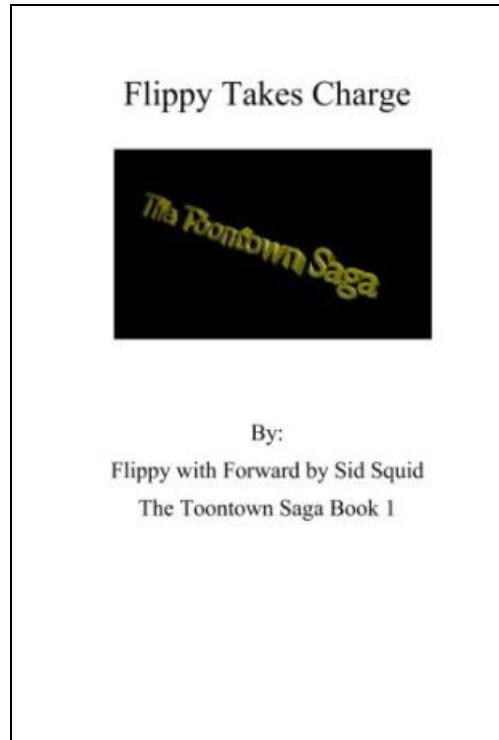 Flippy Takes Charge
The Toontown Saga
By:
Flippy with Forward by Sid Squid
The Toontown Saga Book 1